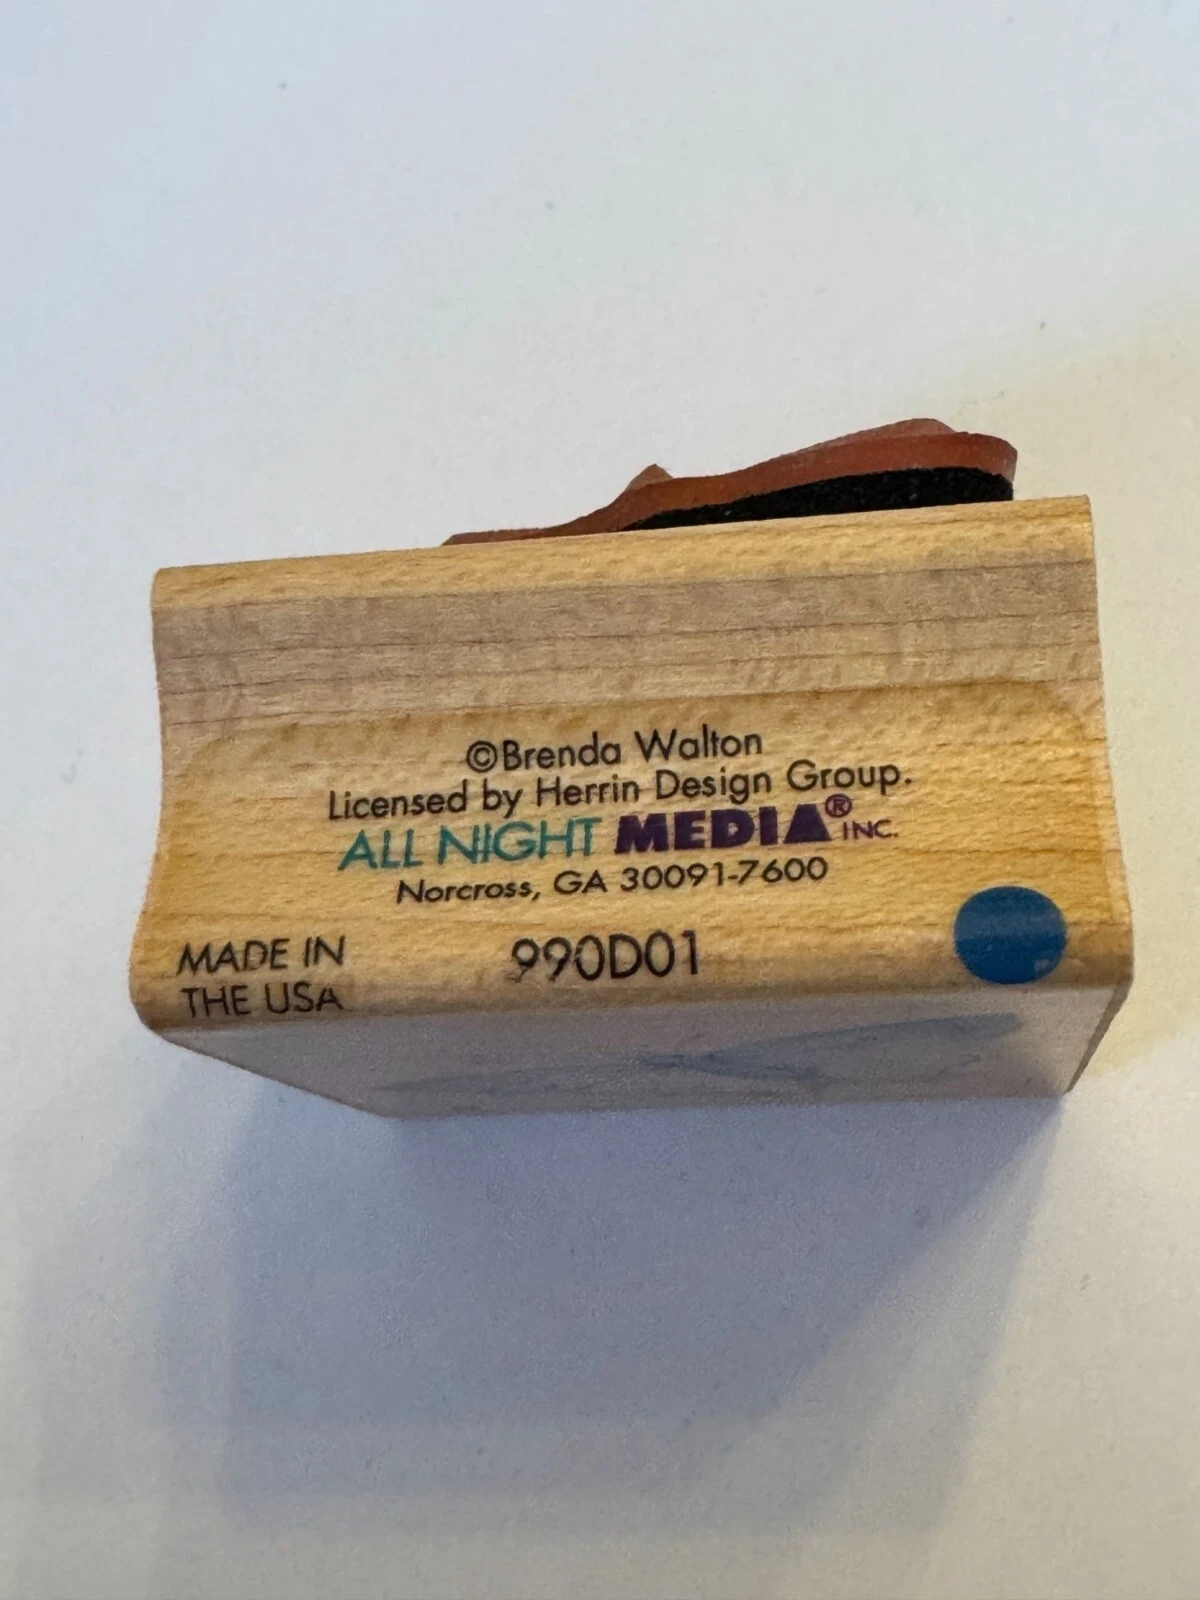 ©Brenda Walton
Licensed by Herrin Design Group.
ALL NIGHT MEDIA® INC.
Norcross, GA 30091-7600
MADE IN
THE USA
990D01